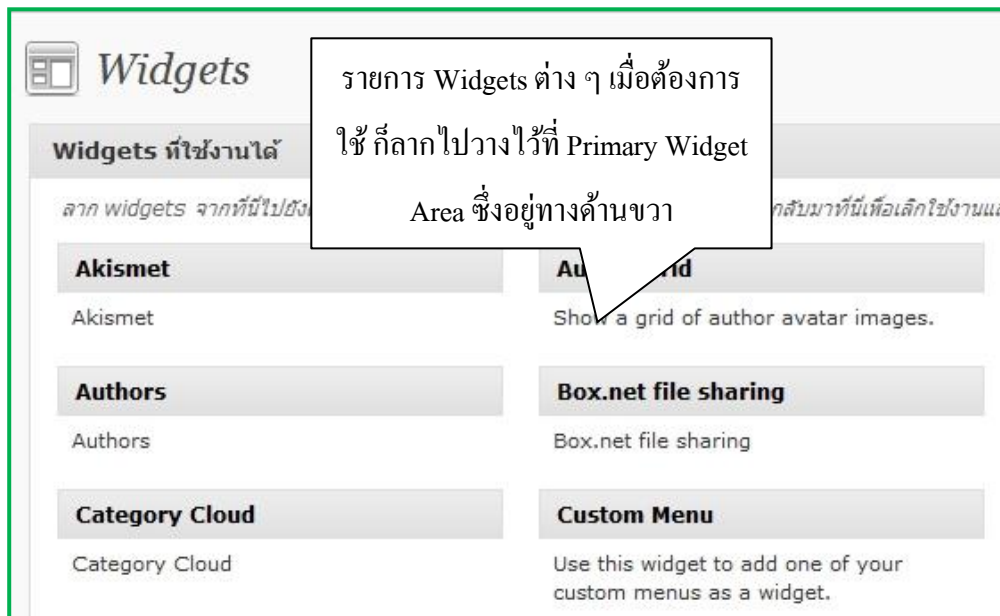 Widgets
รายการ Widgets ต่าง ๆ เมื่อต้องการ
ใช้ ก็ลากไปวางไว้ที่ Primary Widget
Area ซึ่งอยู่ทางด้านขวา
Widgets ที่ใช้งานได้
ลาก widgets จากที่นี่ไปยัง กลับมาที่นี่เพื่อเลิกใช้งานแล
Akismet
Akismet
Au rid
Show a grid of author avatar images.
Authors
Authors
Box.net file sharing
Box.net file sharing
Category Cloud
Category Cloud
Custom Menu
Use this widget to add one of your
custom menus as a widget.